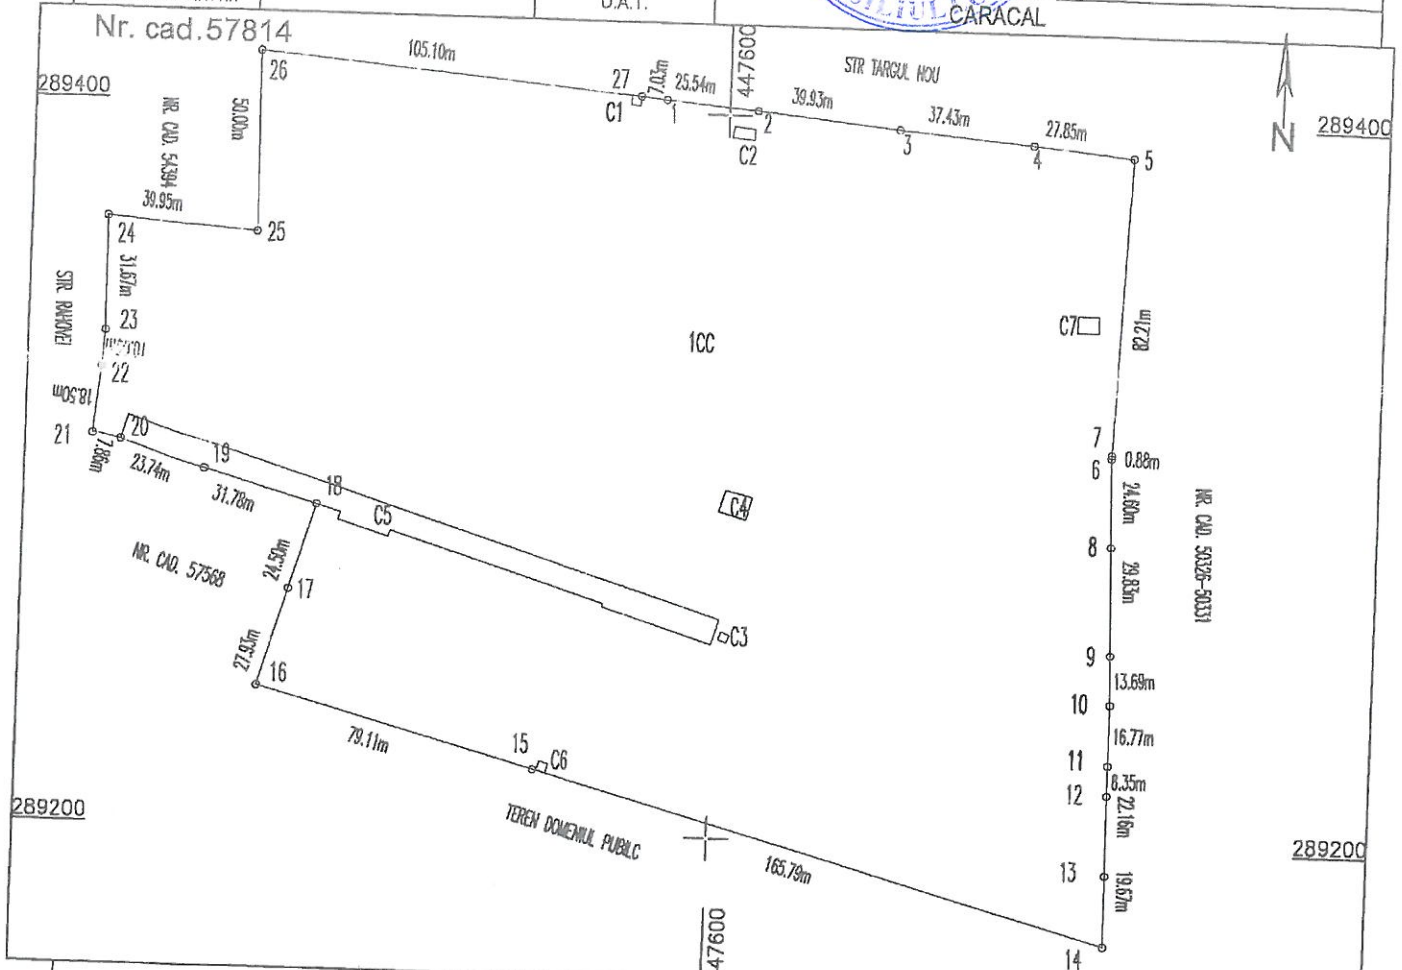 U.A.T.
CARACAL
Nr. cad.57814
26
105.10m
27
7.03m
25.54m
447600
STR TARGUL NOU
289400
C1
1
2
39.93m
3
37.43m
4
27.85m
5
N
289400
C2
NR. CAD. 54394
50.00m
39.95m
24
25
31.67m
STR. RAHOVEI
23
22
18.50m
21
7.86m
20
23.74m
19
31.78m
18
C5
1CC
C7
82.21m
7
6
0.88m
24.60m
8
C4
NR. CAD. 50326-50331
29.83m
NR. CAD. 57568
24.50m
17
27.93m
16
C3
9
13.69m
10
16.77m
11
8.35m
12
22.16m
79.11m
15
C6
289200
TEREN DOMENIUL PUBILC
165.79m
289200
13
19.67m
14
47600